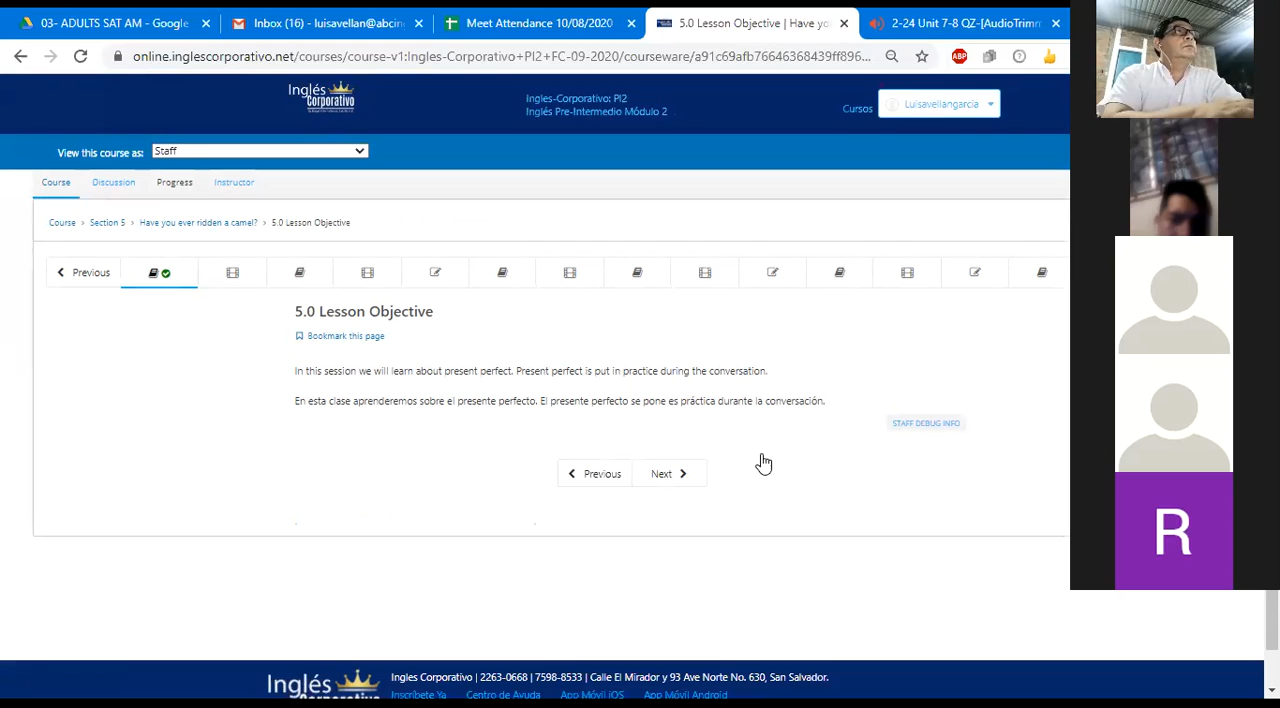 03- ADULTS SAT AM - Google
Inbox (16) - luisavellan@abcing
Meet Attendance 10/08/2020
5.0 Lesson Objective | Have yo
2-24 Unit 7-8 QZ-[AudioTrimm
online.inglescorporativo.net/courses/course-v1:Ingles-Corporativo+PI2+FC-09-2020/courseware/a91c69afb76646368439ff896...
ABP
Inglés
Corporativo
Ingles-Corporativo: PI2
Inglés Pre-Intermedio Módulo 2
Cursos
Luisavellangarcia
View this course as:
Staff
Course
Discussion
Progress
Instructor
Course > Section 5 > Have you ever ridden a camel? > 5.0 Lesson Objective
Previous
5.0 Lesson Objective
Bookmark this page
In this session we will learn about present perfect. Present perfect is put in practice during the conversation.
En esta clase aprenderemos sobre el presente perfecto. El presente perfecto se pone es práctica durante la conversación.
STAFF DEBUG INFO
Previous
Next
R
Inglés
Ingles Corporativo | 2263-0668 | 7598-8533 | Calle El Mirador y 93 Ave Norte No. 630, San Salvador.
Inscríbete Ya
Centro de Ayuda
App Móvil iOS
App Móvil Android